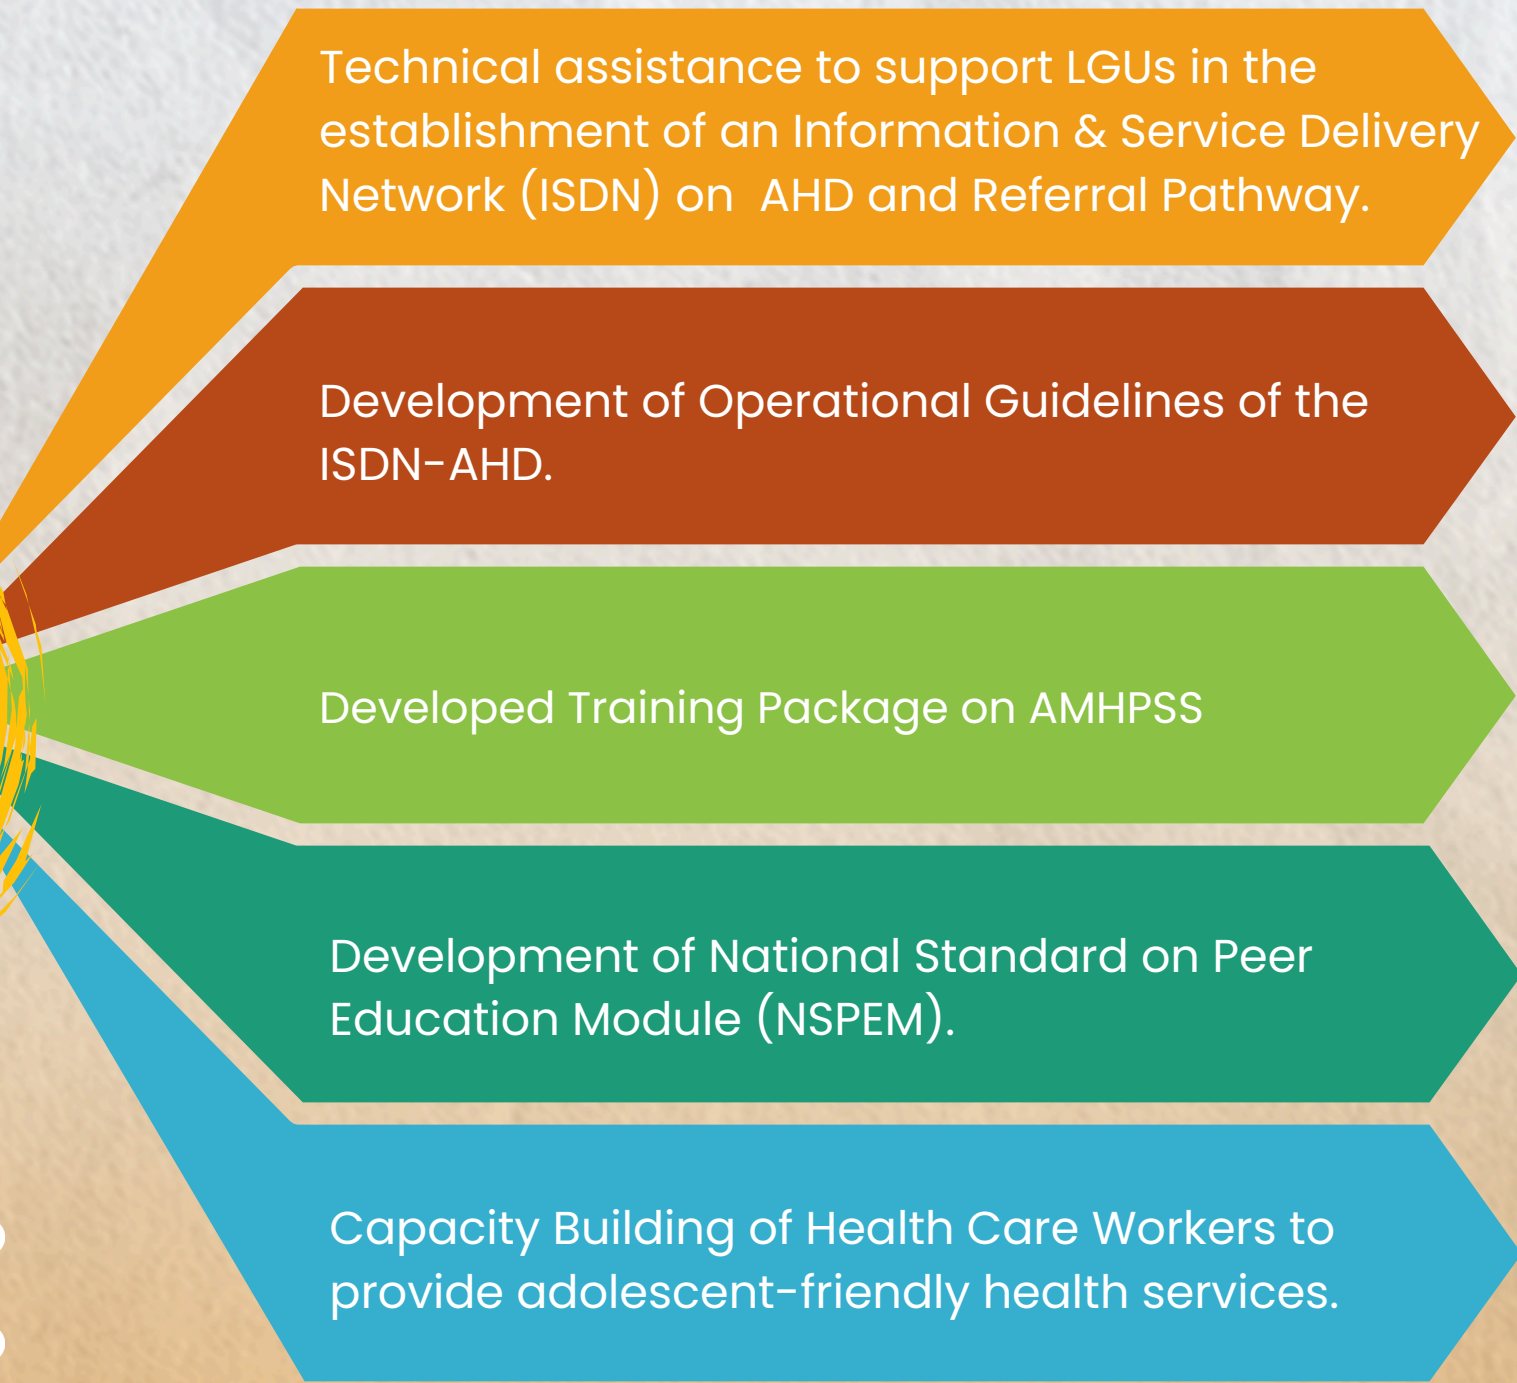 Technical assistance to support LGUs in the
establishment of an Information & Service Delivery
Network (ISDN) on AHD and Referral Pathway.
Development of Operational Guidelines of the
ISDN-AHD.
Developed Training Package on AMHPSS
Development of National Standard on Peer
Education Module (NSPEM).
Capacity Building of Health Care Workers to
provide adolescent-friendly health services.